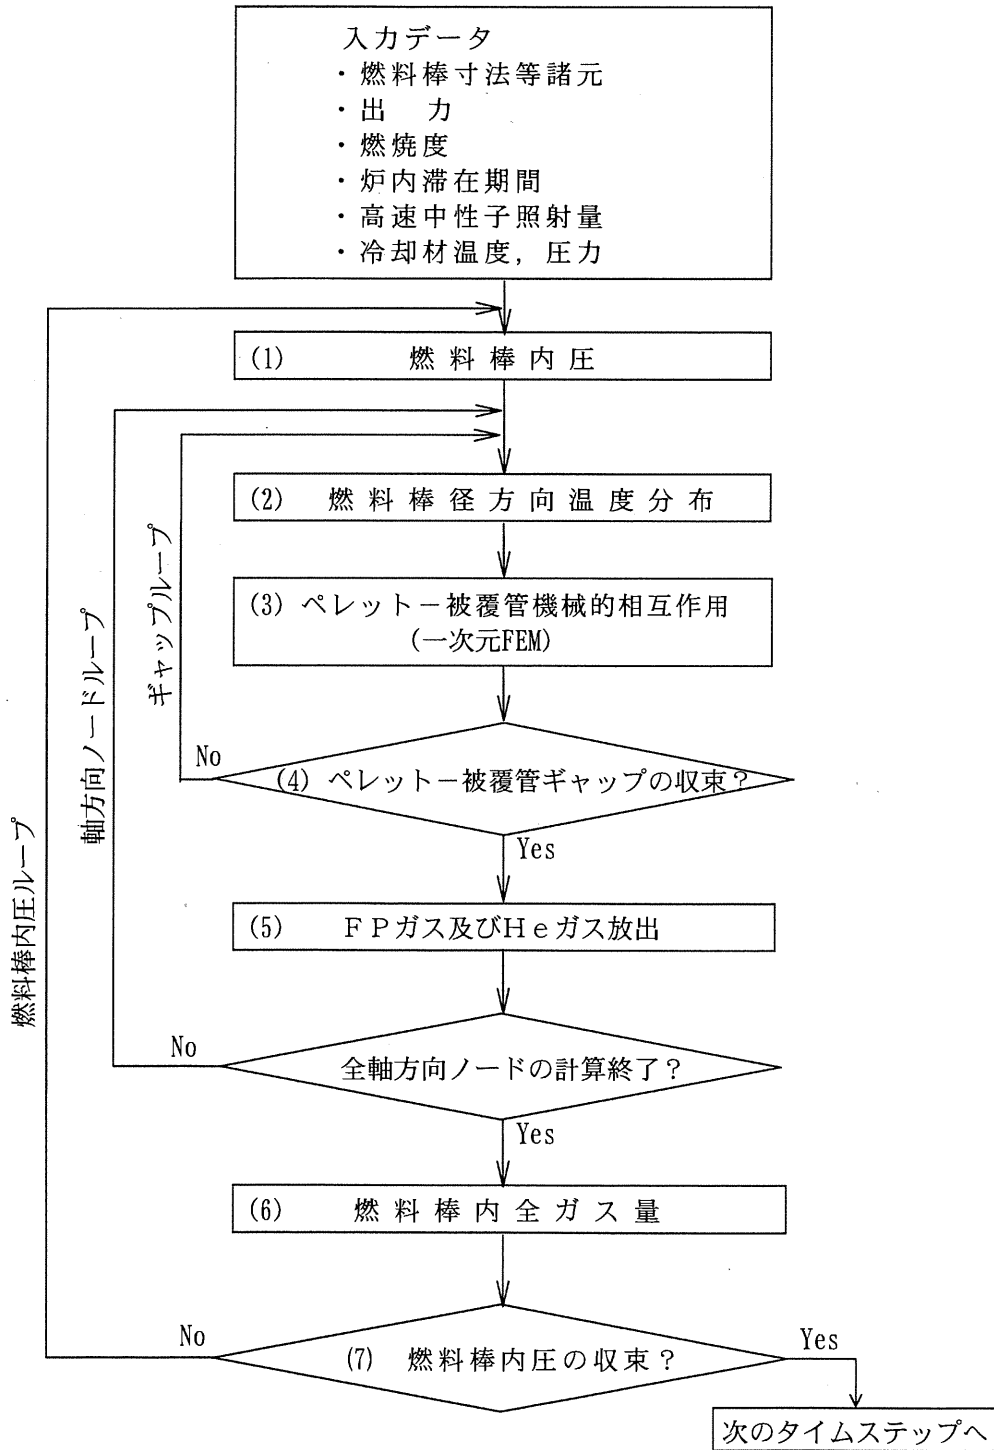 入力データ
・燃料棒寸法等諸元
・出 力
・燃焼度
・炉内滞在期間
・高速中性子照射量
・冷却材温度，圧力
(1) 燃料棒内圧
(2) 燃料棒径方向温度分布
(3) ペレット－被覆管機械的相互作用
(一次元FEM)
ギャップループ
軸方向ノードループ
燃料棒内圧ループ
No
(4) ペレット－被覆管ギャップの収束？
Yes
(5) ＦＰガス及びＨｅガス放出
No
全軸方向ノードの計算終了？
Yes
(6) 燃料棒内全ガス量
No
(7) 燃料棒内圧の収束？
Yes
次のタイムステップへ